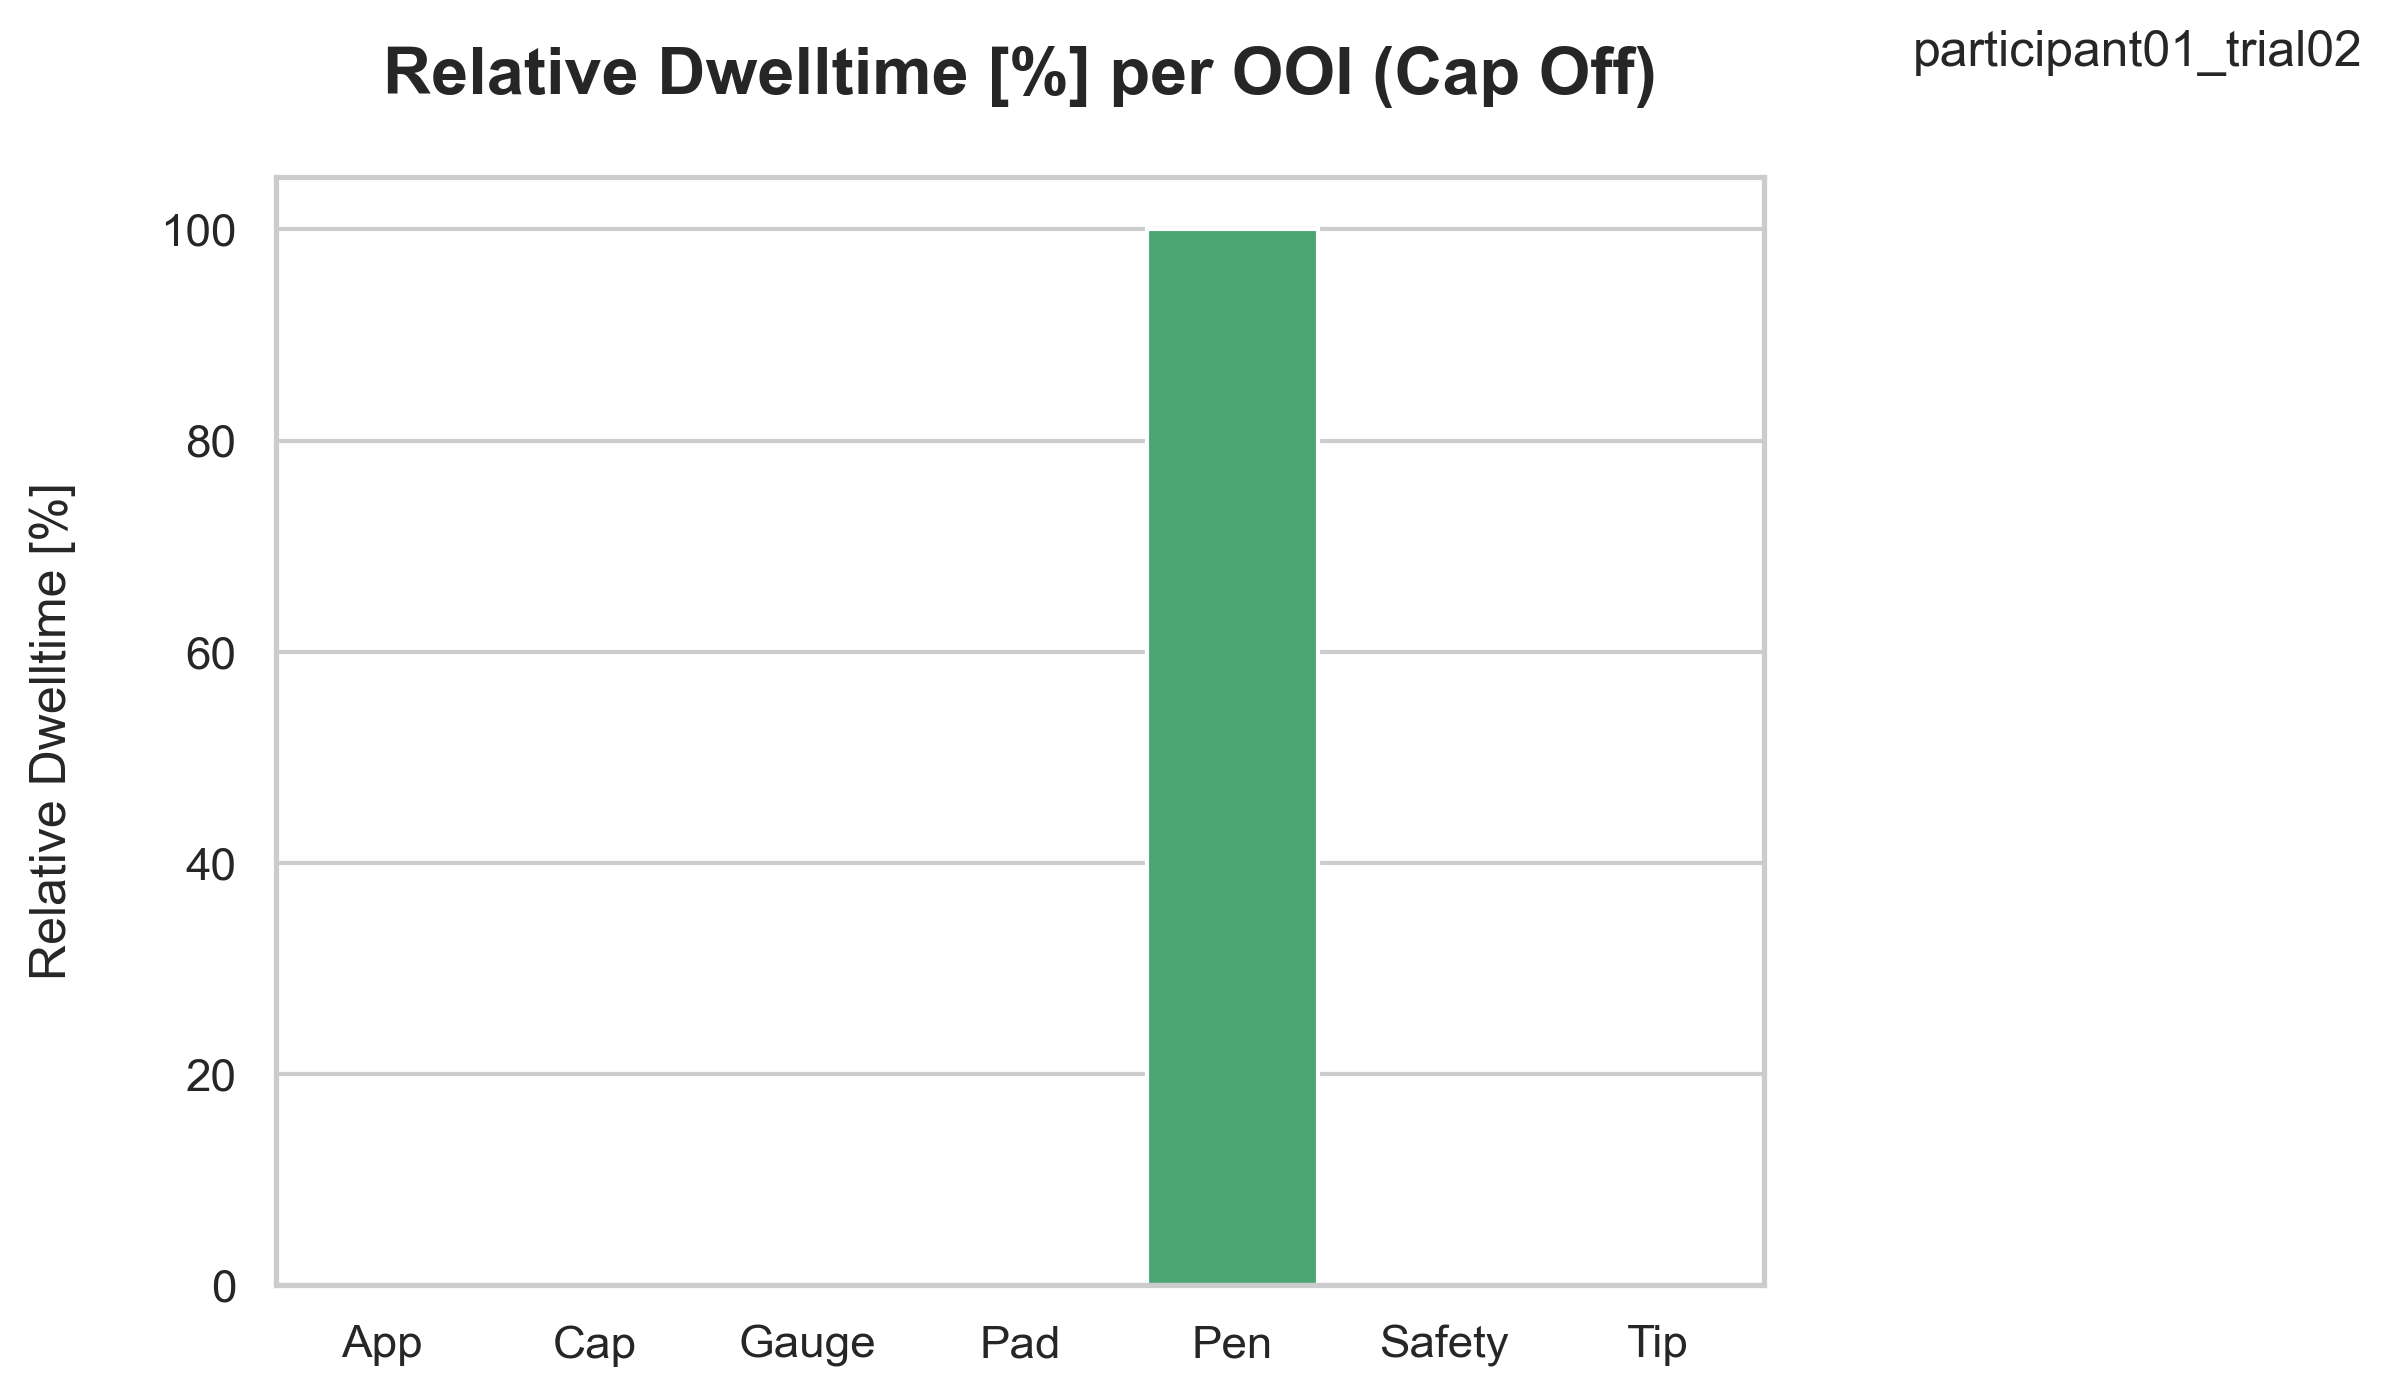 participant01_trial02
Relative Dwelltime [%] per OOI (Cap Off)
Relative Dwelltime [%]
100
80
60
40
20
0
App Cap Gauge Pad Pen Safety Tip